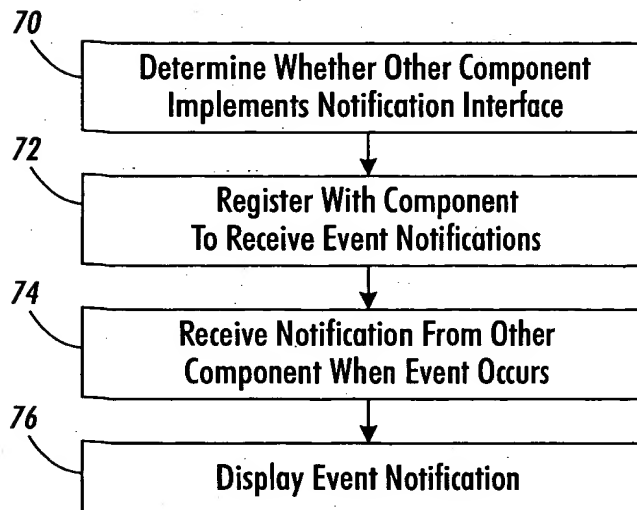 70
Determine Whether Other Component
Implements Notification Interface
72
Register With Component
To Receive Event Notifications
74
Receive Notification From Other
Component When Event Occurs
76
Display Event Notification